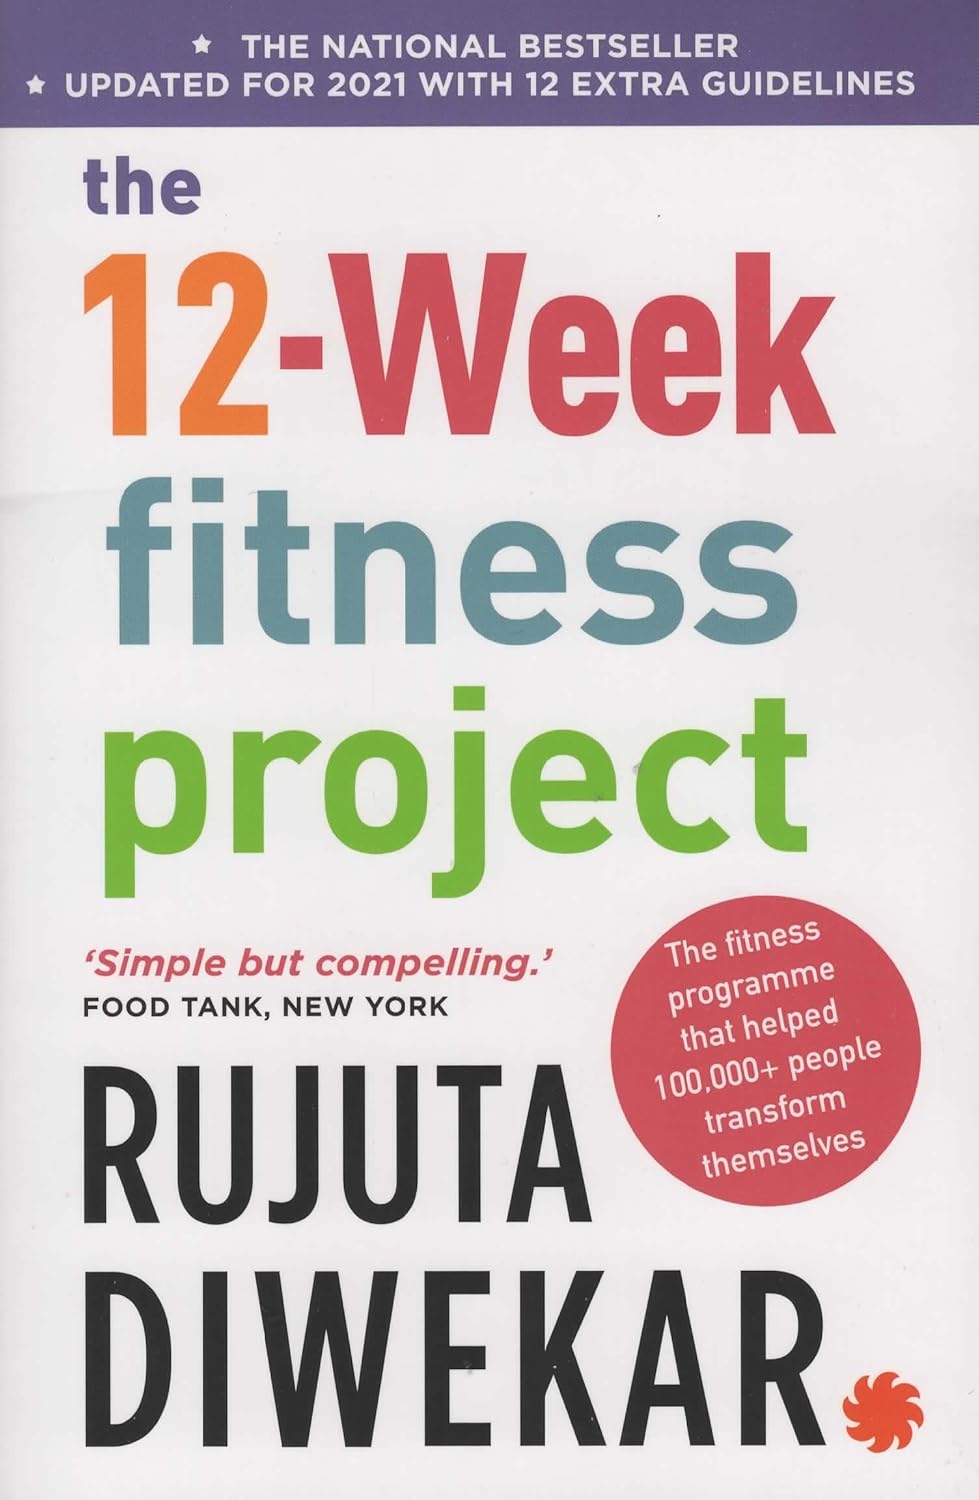 THE NATIONAL BESTSELLER
UPDATED FOR 2021 WITH 12 EXTRA GUIDELINES
the
12-Week
fitness
project
‘Simple but compelling.’
FOOD TANK, NEW YORK
The fitness
programme
that helped
100,000+ people
transform
themselves
RUJUTA
DIWEKAR